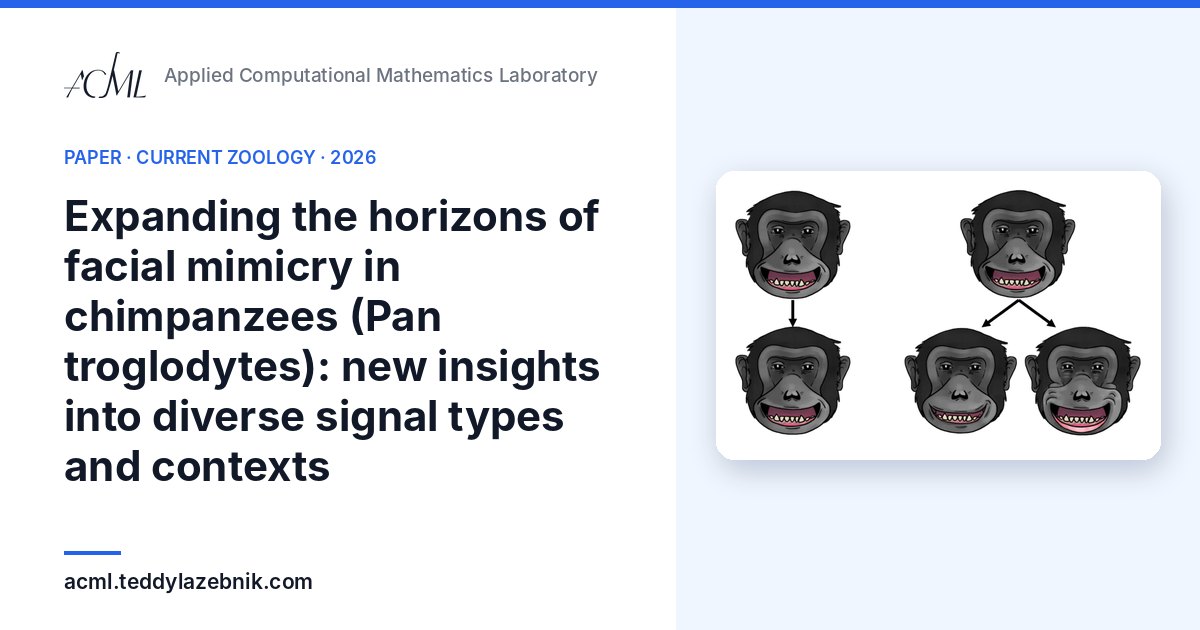 ACML
Applied Computational Mathematics Laboratory
PAPER · CURRENT ZOOLOGY · 2026
Expanding the horizons of
facial mimicry in
chimpanzees (Pan
troglodytes): new insights
into diverse signal types
and contexts
acml.teddylazebnik.com